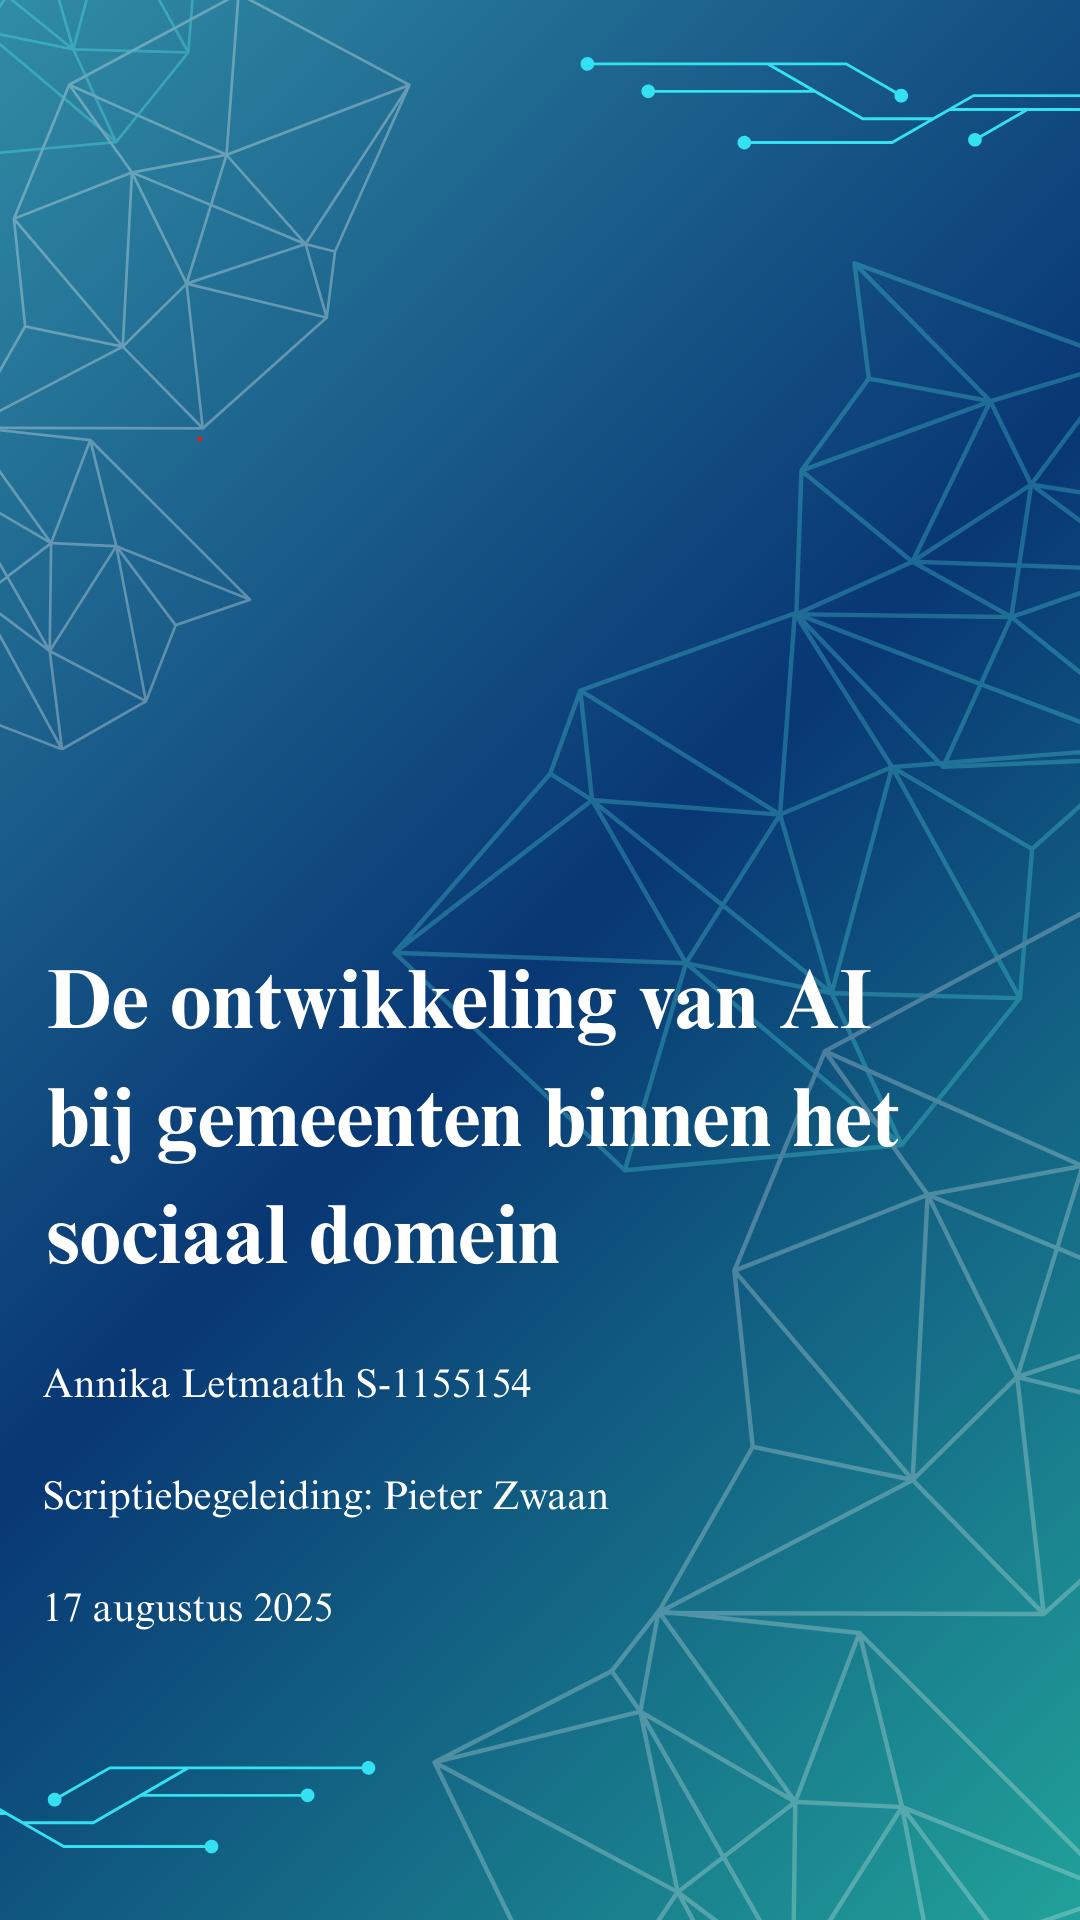 De ontwikkeling van AI
bij gemeenten binnen het
sociaal domein
Annika Letmaath S-1155154
Scriptiebegeleiding: Pieter Zwaan
17 augustus 2025